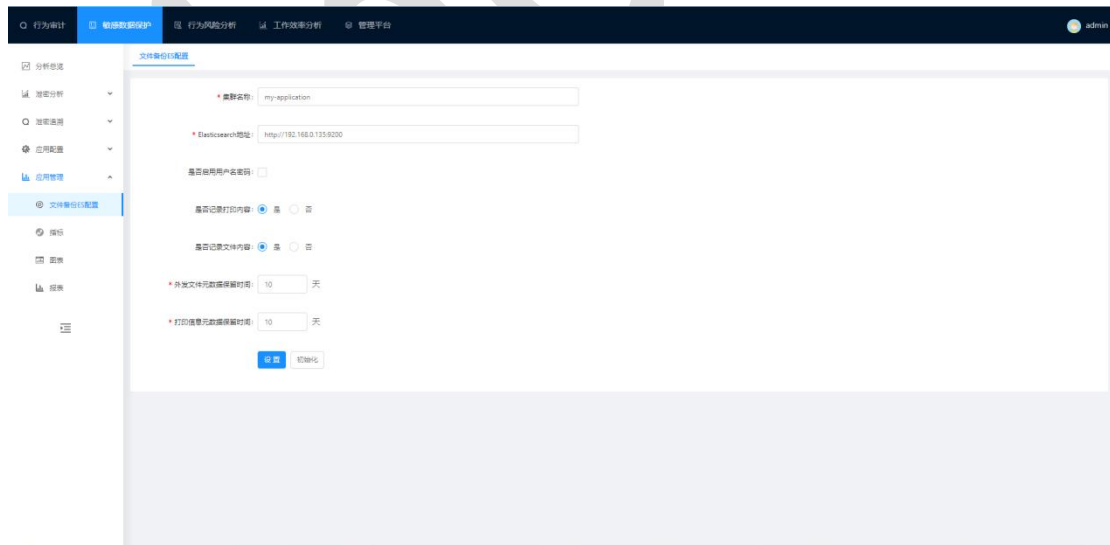 行为审计 敏感数据保护 行为风险分析 工作效率分析 管理平台 admin
分析总览
泄密分析
泄密追溯
应用配置
应用管理
文件备份ES配置
指标
图表
报表
文件备份ES配置
* 集群名称: my-application
* Elasticsearch地址: http://192.168.0.135:9200
是否启用用户名密码:
是否记录打印内容: 是 否
是否记录文件内容: 是 否
* 外发文件元数据保留时间: 10 天
* 打印信息元数据保留时间: 10 天
设置 初始化